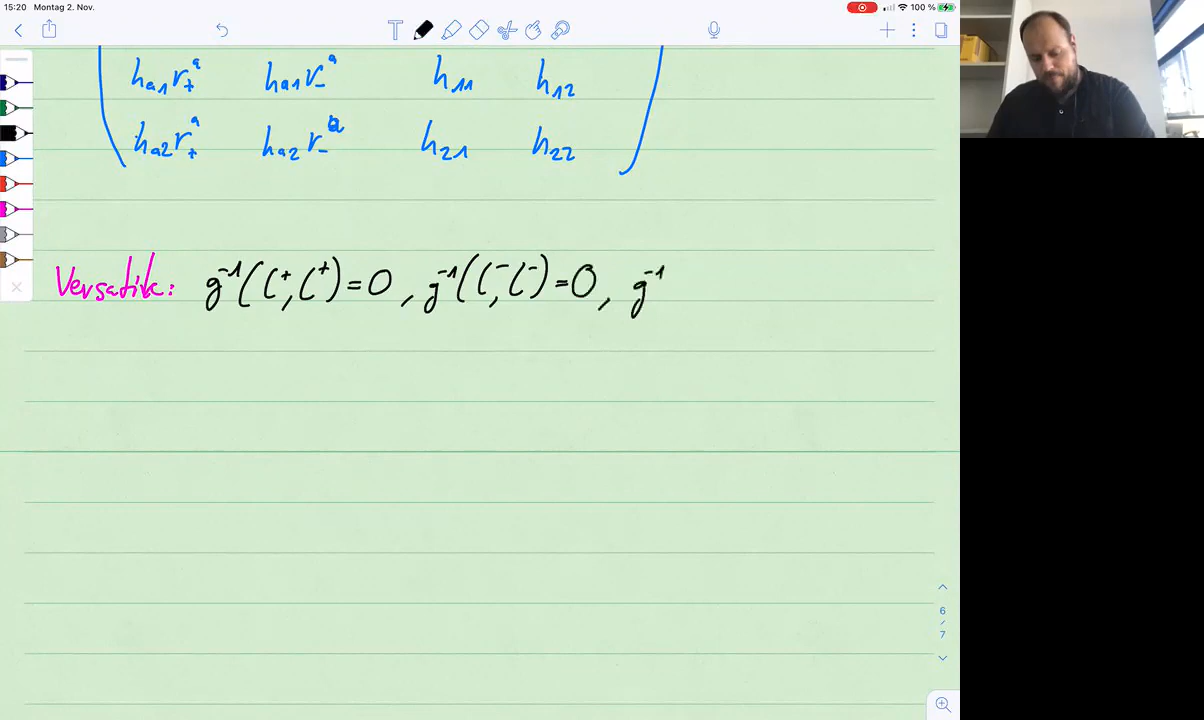 15:20 Montag 2. Nov. 100 %
h_{a1} r_+^a h_{a1} r_-^a h_{11} h_{12}
h_{a2} r_+^a h_{a2} r_-^a h_{21} h_{22}
g^{-1}(C^+, C^+) = 0, g^{-1}(C^-, C^-) = 0, g^{-1}
6
/
7